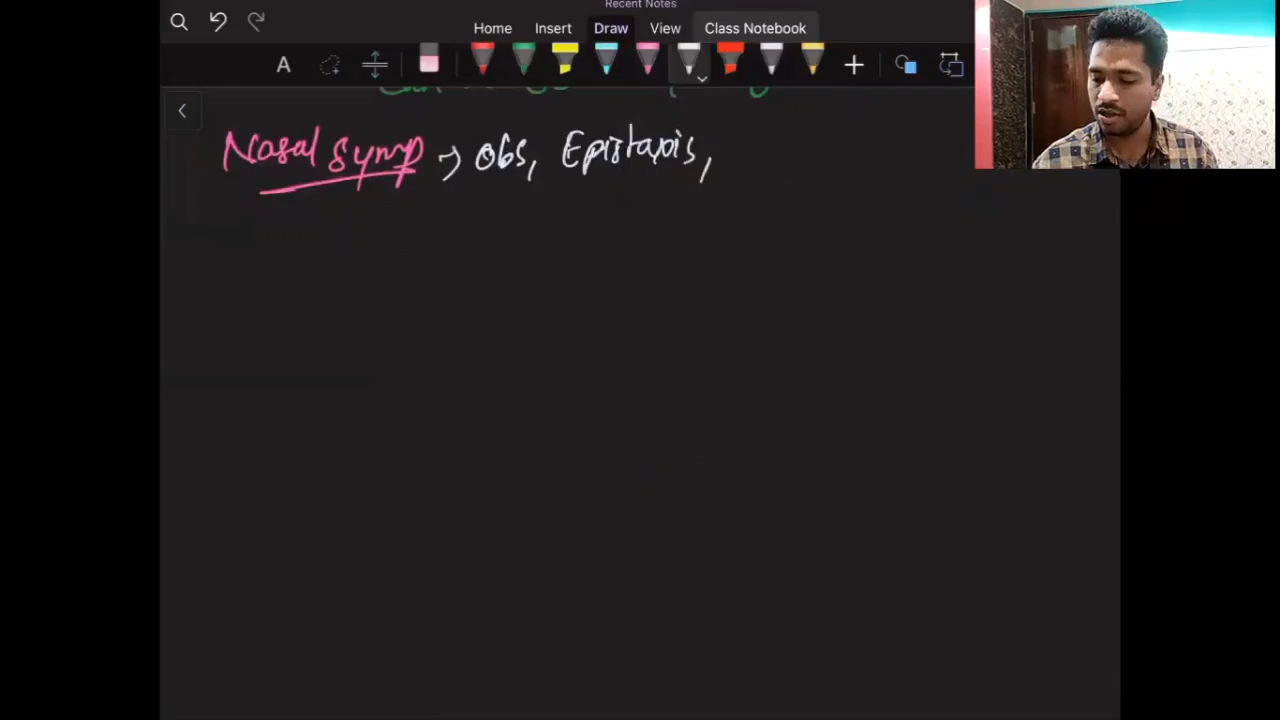 Recent Notes
Home Insert Draw View Class Notebook
A
Nasal symp → Obs, Epistaxis,